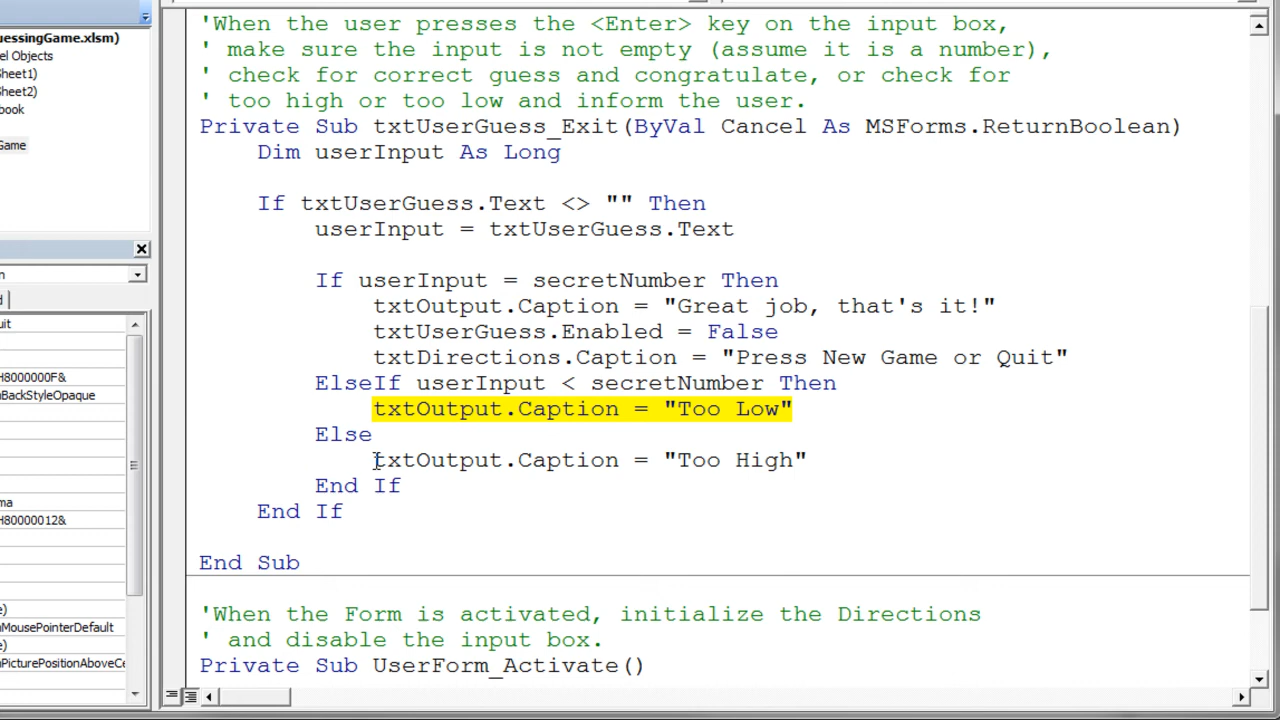 uessingGame.xlsm)
el Objects
Sheet1)
Sheet2)
book
Game
n
d
uit
H8000000F&
nBackStyleOpaque
ma
H80000012&
e)
nMousePointerDefault
e)
nPicturePositionAboveCe
'When the user presses the <Enter> key on the input box,
' make sure the input is not empty (assume it is a number),
' check for correct guess and congratulate, or check for
' too high or too low and inform the user.
Private Sub txtUserGuess_Exit(ByVal Cancel As MSForms.ReturnBoolean)
Dim userInput As Long
If txtUserGuess.Text <> "" Then
userInput = txtUserGuess.Text
If userInput = secretNumber Then
txtOutput.Caption = "Great job, that's it!"
txtUserGuess.Enabled = False
txtDirections.Caption = "Press New Game or Quit"
ElseIf userInput < secretNumber Then
txtOutput.Caption = "Too Low"
Else
txtOutput.Caption = "Too High"
End If
End If
End Sub
'When the Form is activated, initialize the Directions
' and disable the input box.
Private Sub UserForm_Activate()